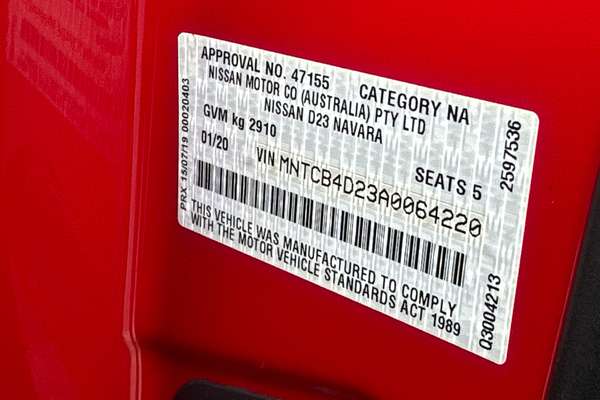 APPROVAL NO. 47155 CATEGORY NA
NISSAN MOTOR CO (AUSTRALIA) PTY LTD
NISSAN D23 NAVARA
GVM kg 2910
01/20 SEATS 5
VIN MNTCB4D23A0064220
THIS VEHICLE WAS MANUFACTURED TO COMPLY
WITH THE MOTOR VEHICLE STANDARDS ACT 1989
PRX 15/07/19 00020403
2597536
Q3004213